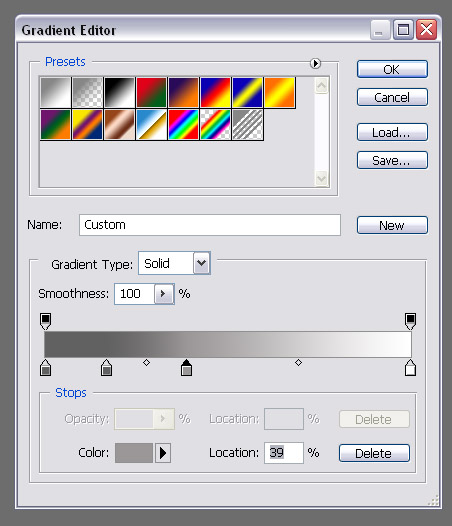 Gradient Editor
Presets
OK
Cancel
Load...
Save...
Name: Custom New
Gradient Type: Solid
Smoothness: 100 %
Stops
Opacity: % Location: % Delete
Color: Location: 39 % Delete